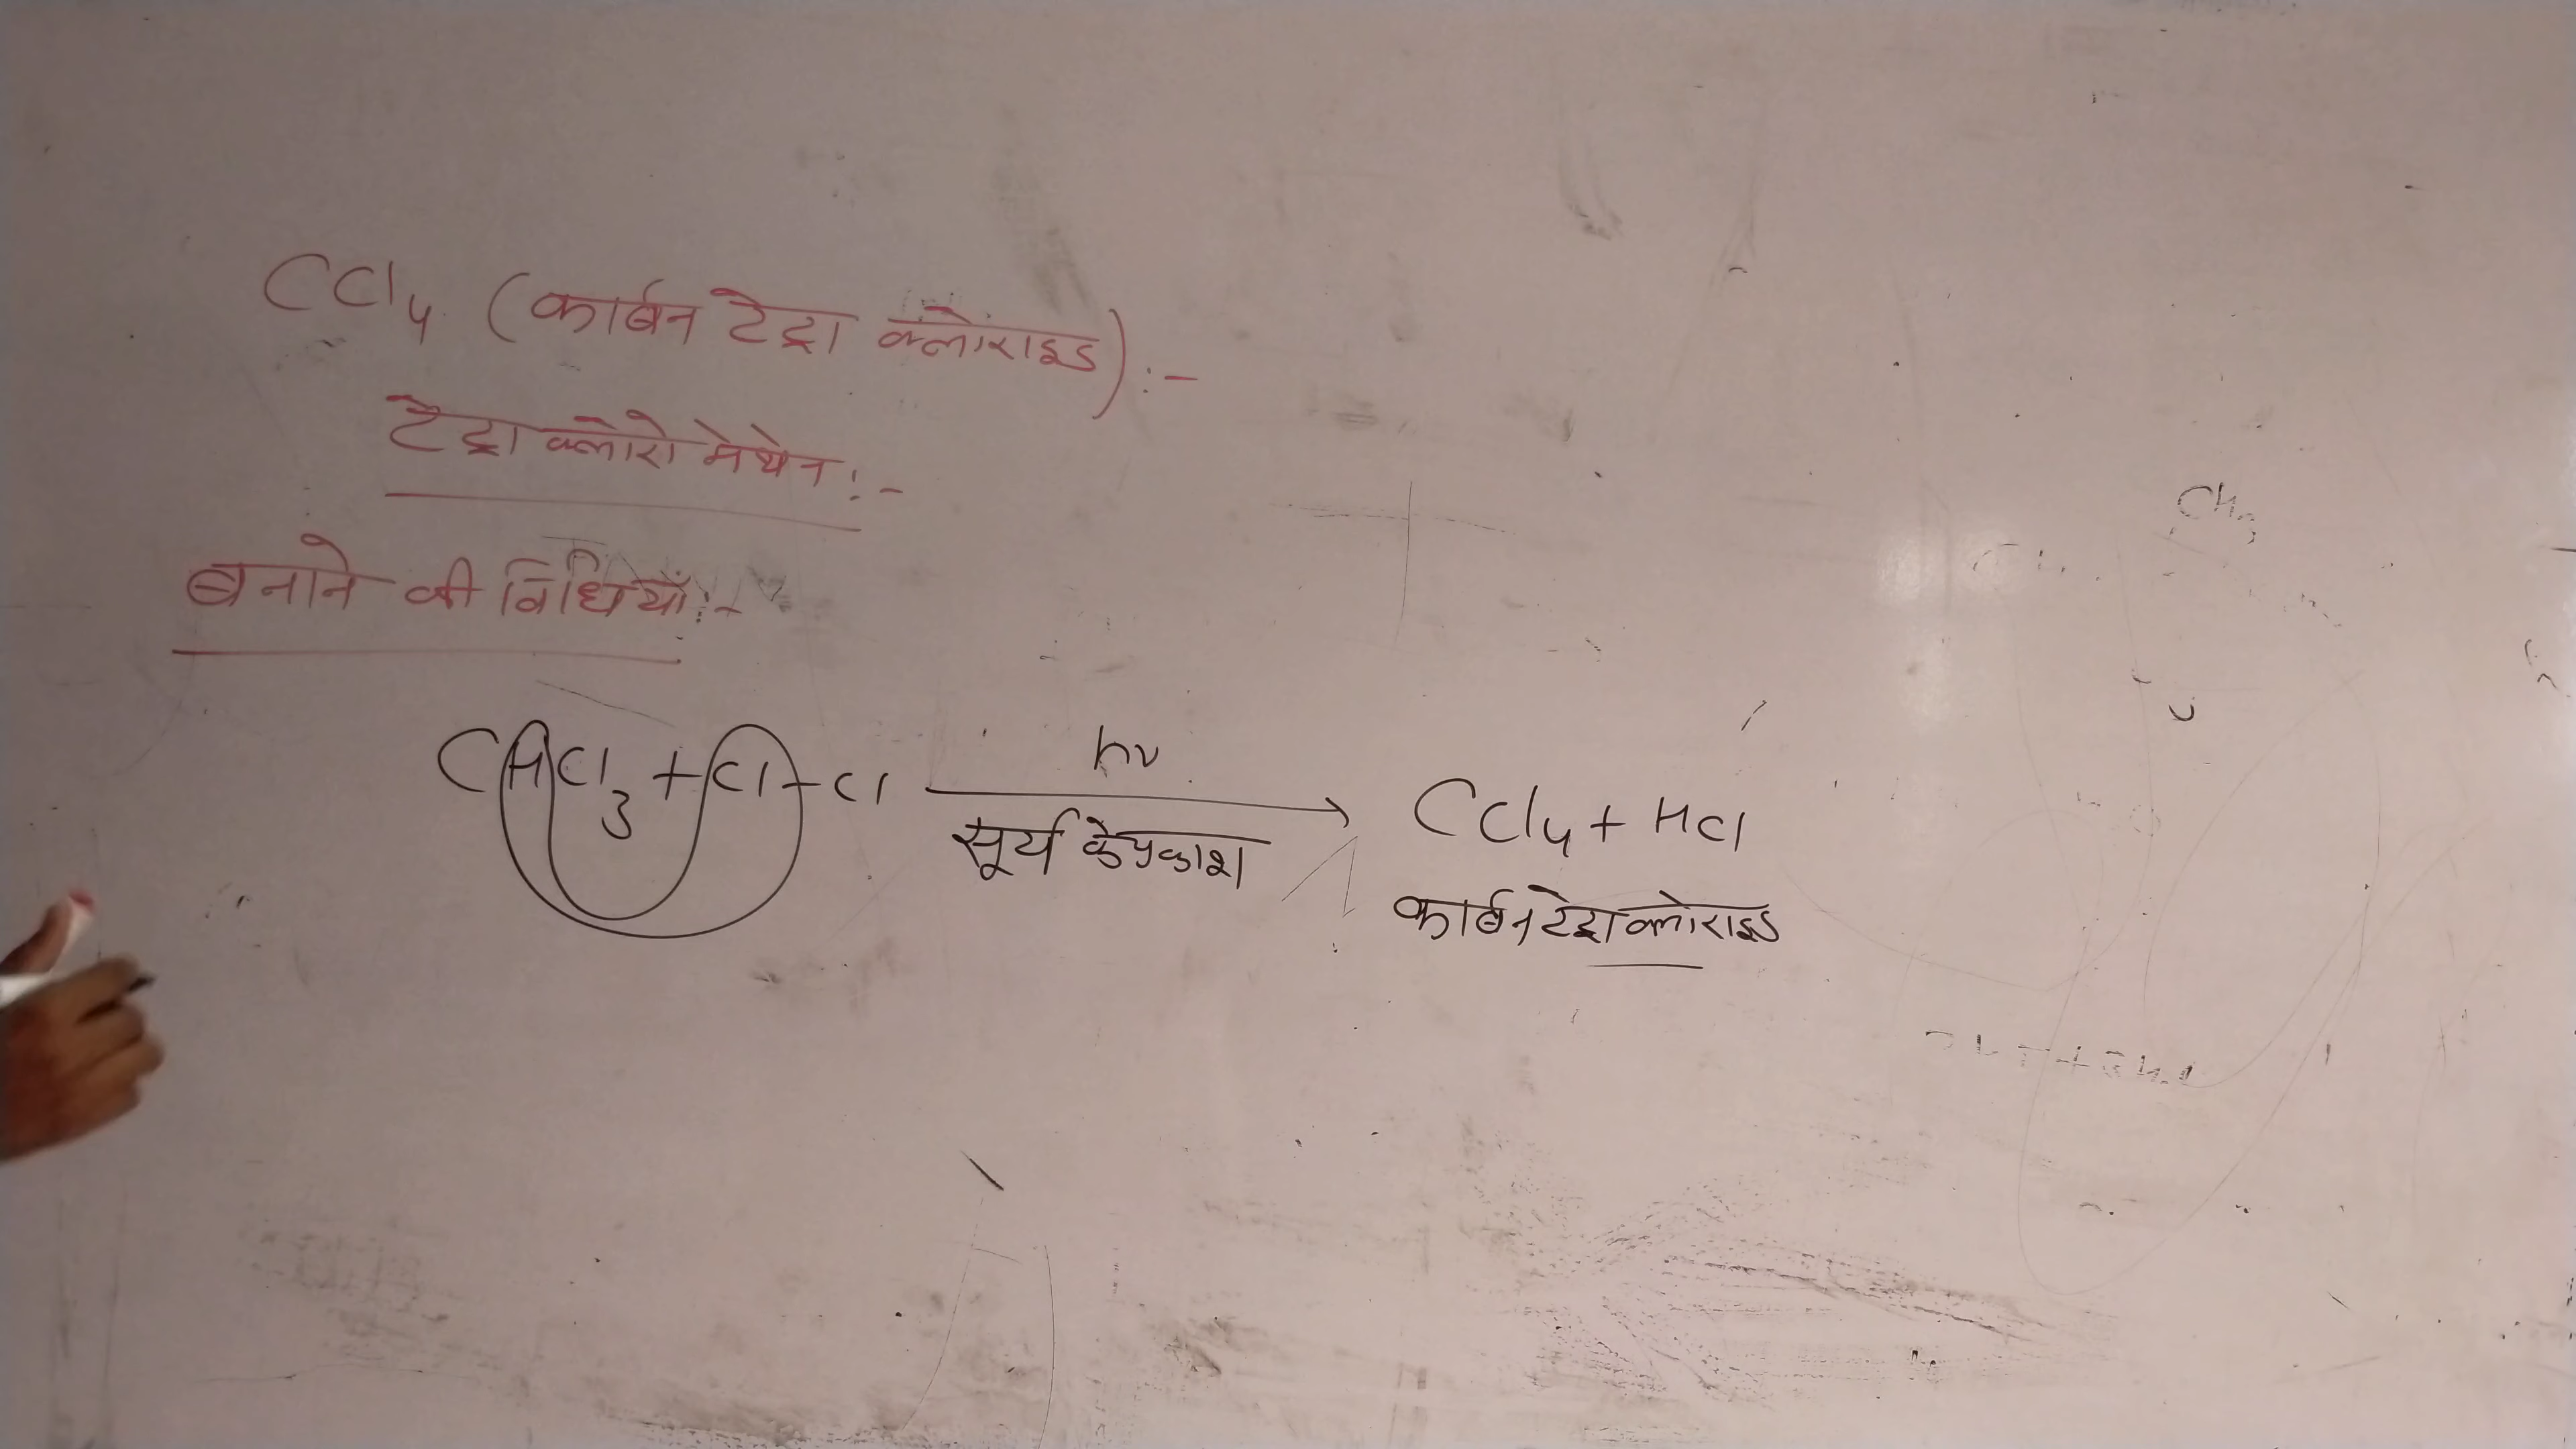 CCl₄ (कार्बन टेट्रा क्लोराइड) :-
टेट्रा क्लोरो मेथेन :-
बनाने की विधियाँ :-
CHCl₃ + Cl-Cl hν→ CCl₄ + HCl
सूर्य के प्रकाश
कार्बन टेट्रा क्लोराइड